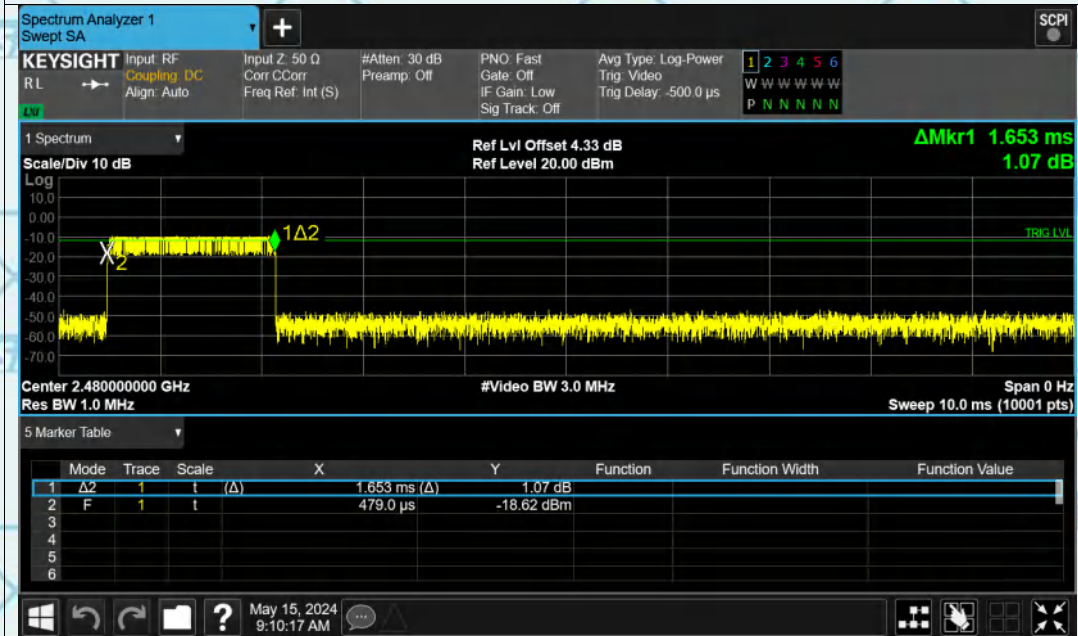 Spectrum Analyzer 1
Swept SA
+
SCPI
KEYSIGHT Input: RF Input Z: 50 Ω #Atten: 30 dB PNO: Fast Avg Type: Log-Power 1 2 3 4 5 6
RL Coupling: DC Corr CCorr Preamp: Off Gate: Off Trig: Video W W W W W W
Align: Auto Freq Ref: Int (S) IF Gain: Low Trig Delay: -500.0 µs P N N N N N
LXI Sig Track: Off
1 Spectrum Ref Lvl Offset 4.33 dB ΔMkr1 1.653 ms
Scale/Div 10 dB Ref Level 20.00 dBm 1.07 dB
Log
10.0
0.00
-10.0 1Δ2 TRIG LVL
-20.0 X2
-30.0
-40.0
-50.0
-60.0
-70.0
Center 2.480000000 GHz #Video BW 3.0 MHz Span 0 Hz
Res BW 1.0 MHz Sweep 10.0 ms (10001 pts)
5 Marker Table
Mode Trace Scale X Y Function Function Width Function Value
1 Δ2 1 t (Δ) 1.653 ms (Δ) 1.07 dB
2 F 1 t 479.0 µs -18.62 dBm
3
4
5
6
? May 15, 2024
9:10:17 AM